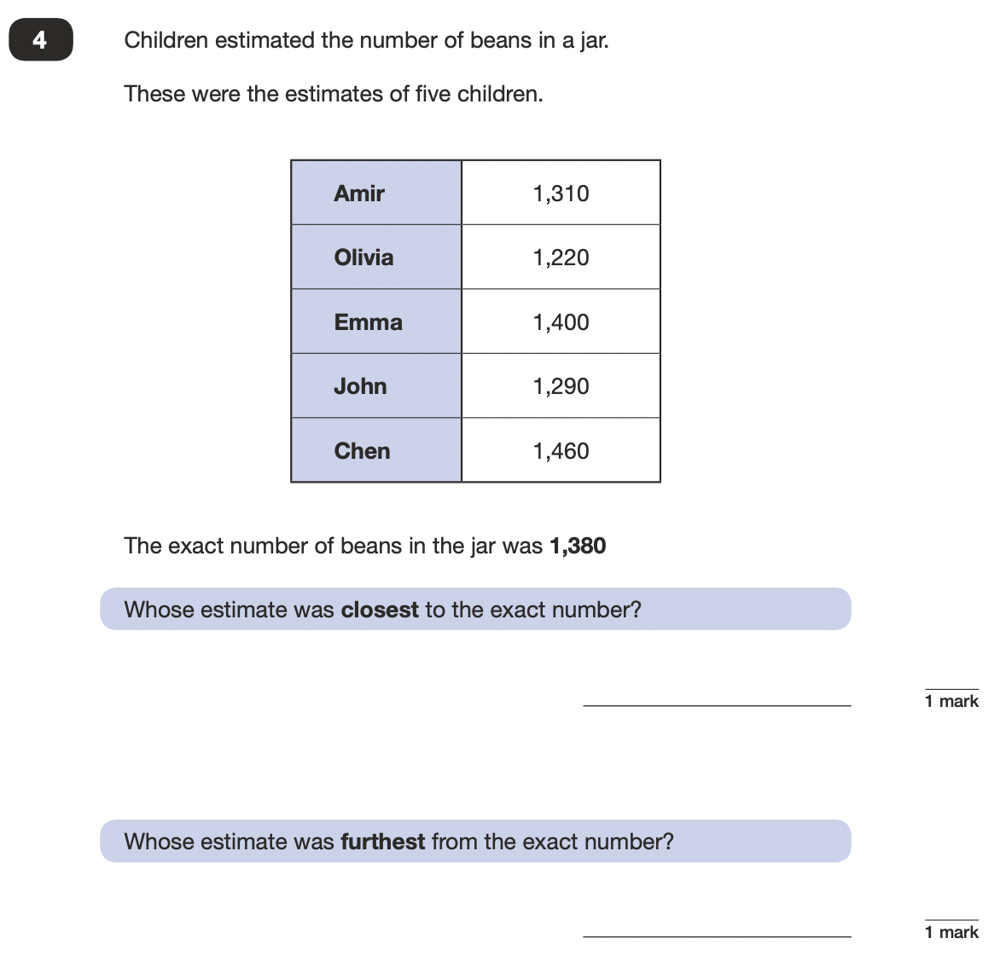 4
Children estimated the number of beans in a jar.
These were the estimates of five children.
Amir 1,310
Olivia 1,220
Emma 1,400
John 1,290
Chen 1,460
The exact number of beans in the jar was 1,380
Whose estimate was closest to the exact number?
1 mark
Whose estimate was furthest from the exact number?
1 mark